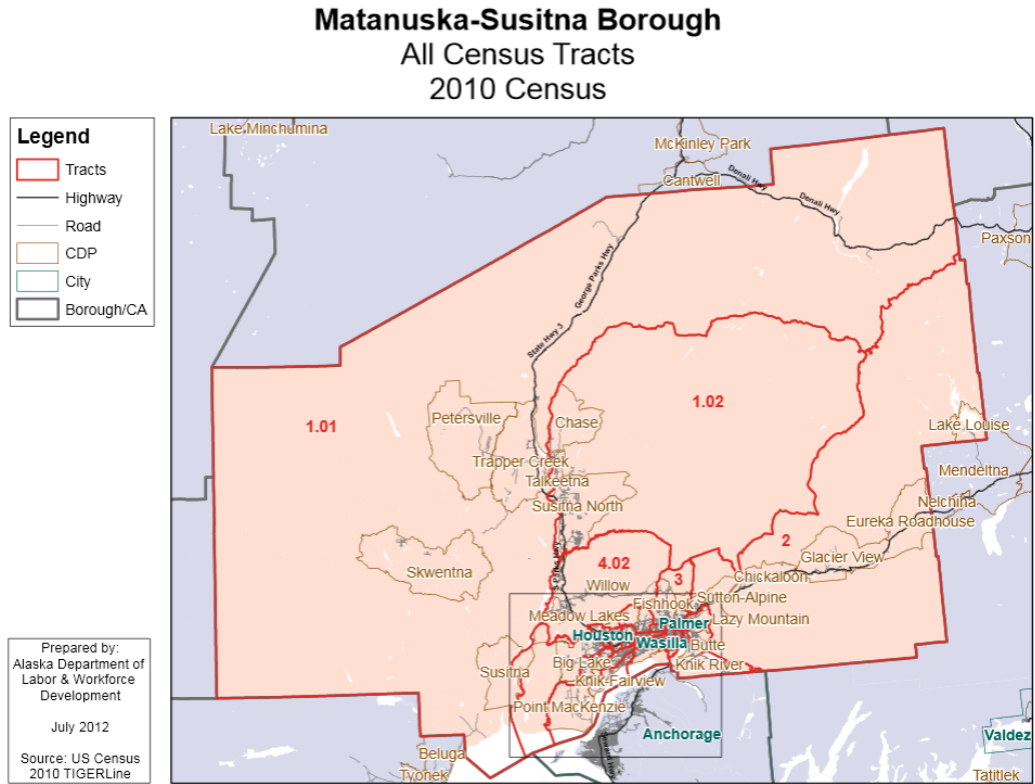 Matanuska-Susitna Borough
All Census Tracts
2010 Census
Legend
Tracts
Highway
Road
CDP
City
Borough/CA
Lake Minchumina
McKinley Park
Cantwell
Denali Hwy
Denali Hwy
Paxson
George Parks Hwy
State Hwy 3
1.01
1.02
Petersville
Chase
Lake Louise
Trapper Creek
Mendeltna
Talkeetna
Susitna North
Nelchina
Eureka Roadhouse
2
S Parks Hwy
Glacier View
4.02
Skwentna
Chickaloon
3
Willow
Sutton-Alpine
Fishhook
Meadow Lakes
Lazy Mountain
Palmer
Houston
Wasilla
Butte
Big Lake
Knik River
Susitna
Knik-Fairview
Point MacKenzie
Anchorage
Valdez
Beluga
Tyonek
Tatitlek
Prepared by:
Alaska Department of
Labor & Workforce
Development
July 2012
Source: US Census
2010 TIGERLine